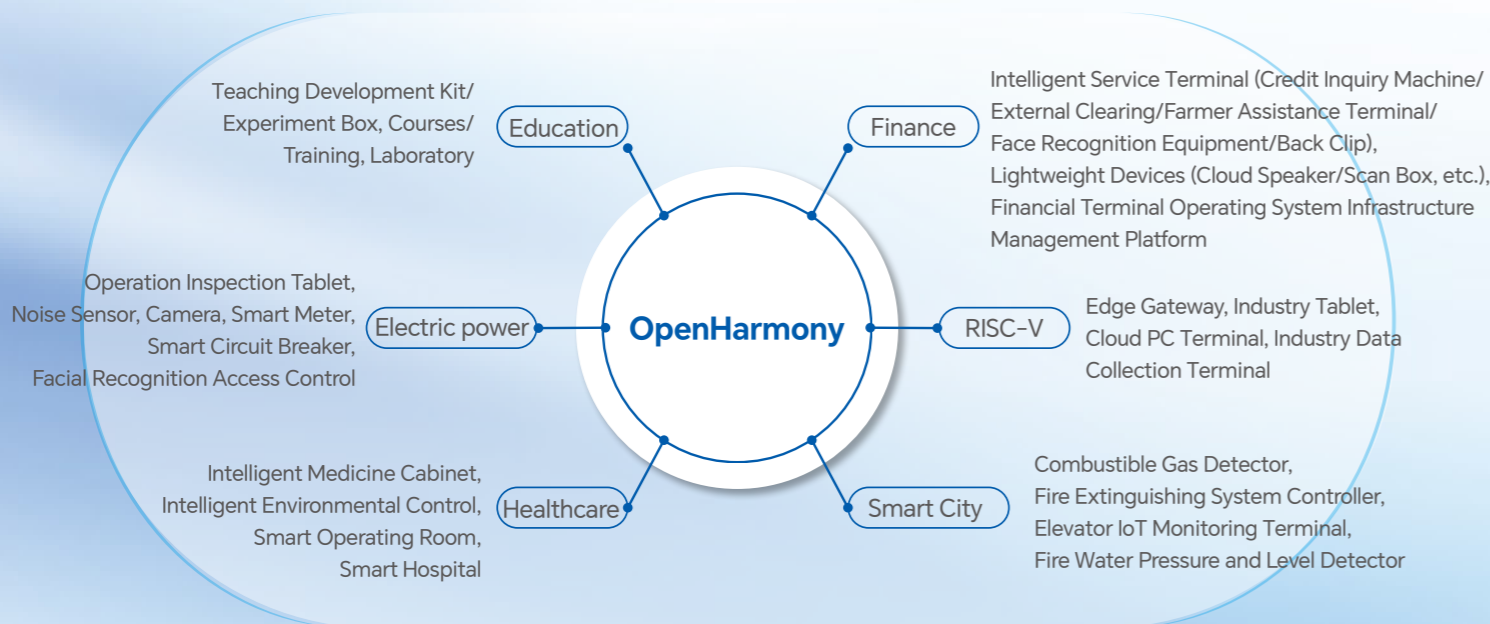 Teaching Development Kit/
Experiment Box, Courses/
Training, Laboratory
Education
Finance
Intelligent Service Terminal (Credit Inquiry Machine/
External Clearing/Farmer Assistance Terminal/
Face Recognition Equipment/Back Clip),
Lightweight Devices (Cloud Speaker/Scan Box, etc.),
Financial Terminal Operating System Infrastructure
Management Platform
Operation Inspection Tablet,
Noise Sensor, Camera, Smart Meter,
Smart Circuit Breaker,
Facial Recognition Access Control
Electric power
OpenHarmony
RISC-V
Edge Gateway, Industry Tablet,
Cloud PC Terminal, Industry Data
Collection Terminal
Intelligent Medicine Cabinet,
Intelligent Environmental Control,
Smart Operating Room,
Smart Hospital
Healthcare
Smart City
Combustible Gas Detector,
Fire Extinguishing System Controller,
Elevator IoT Monitoring Terminal,
Fire Water Pressure and Level Detector